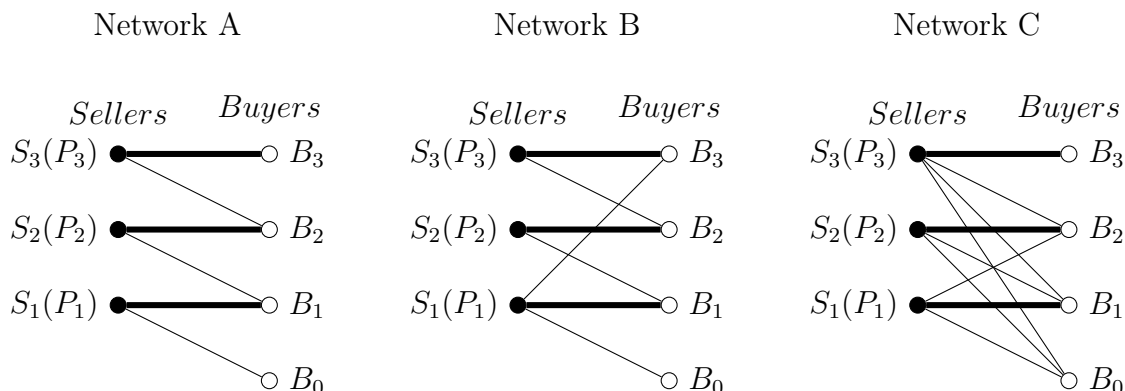 Network A Network B Network C
Sellers Buyers Sellers Buyers Sellers Buyers
S₃(P₃) B₃ S₃(P₃) B₃ S₃(P₃) B₃
S₂(P₂) B₂ S₂(P₂) B₂ S₂(P₂) B₂
S₁(P₁) B₁ S₁(P₁) B₁ S₁(P₁) B₁
B₀ B₀ B₀